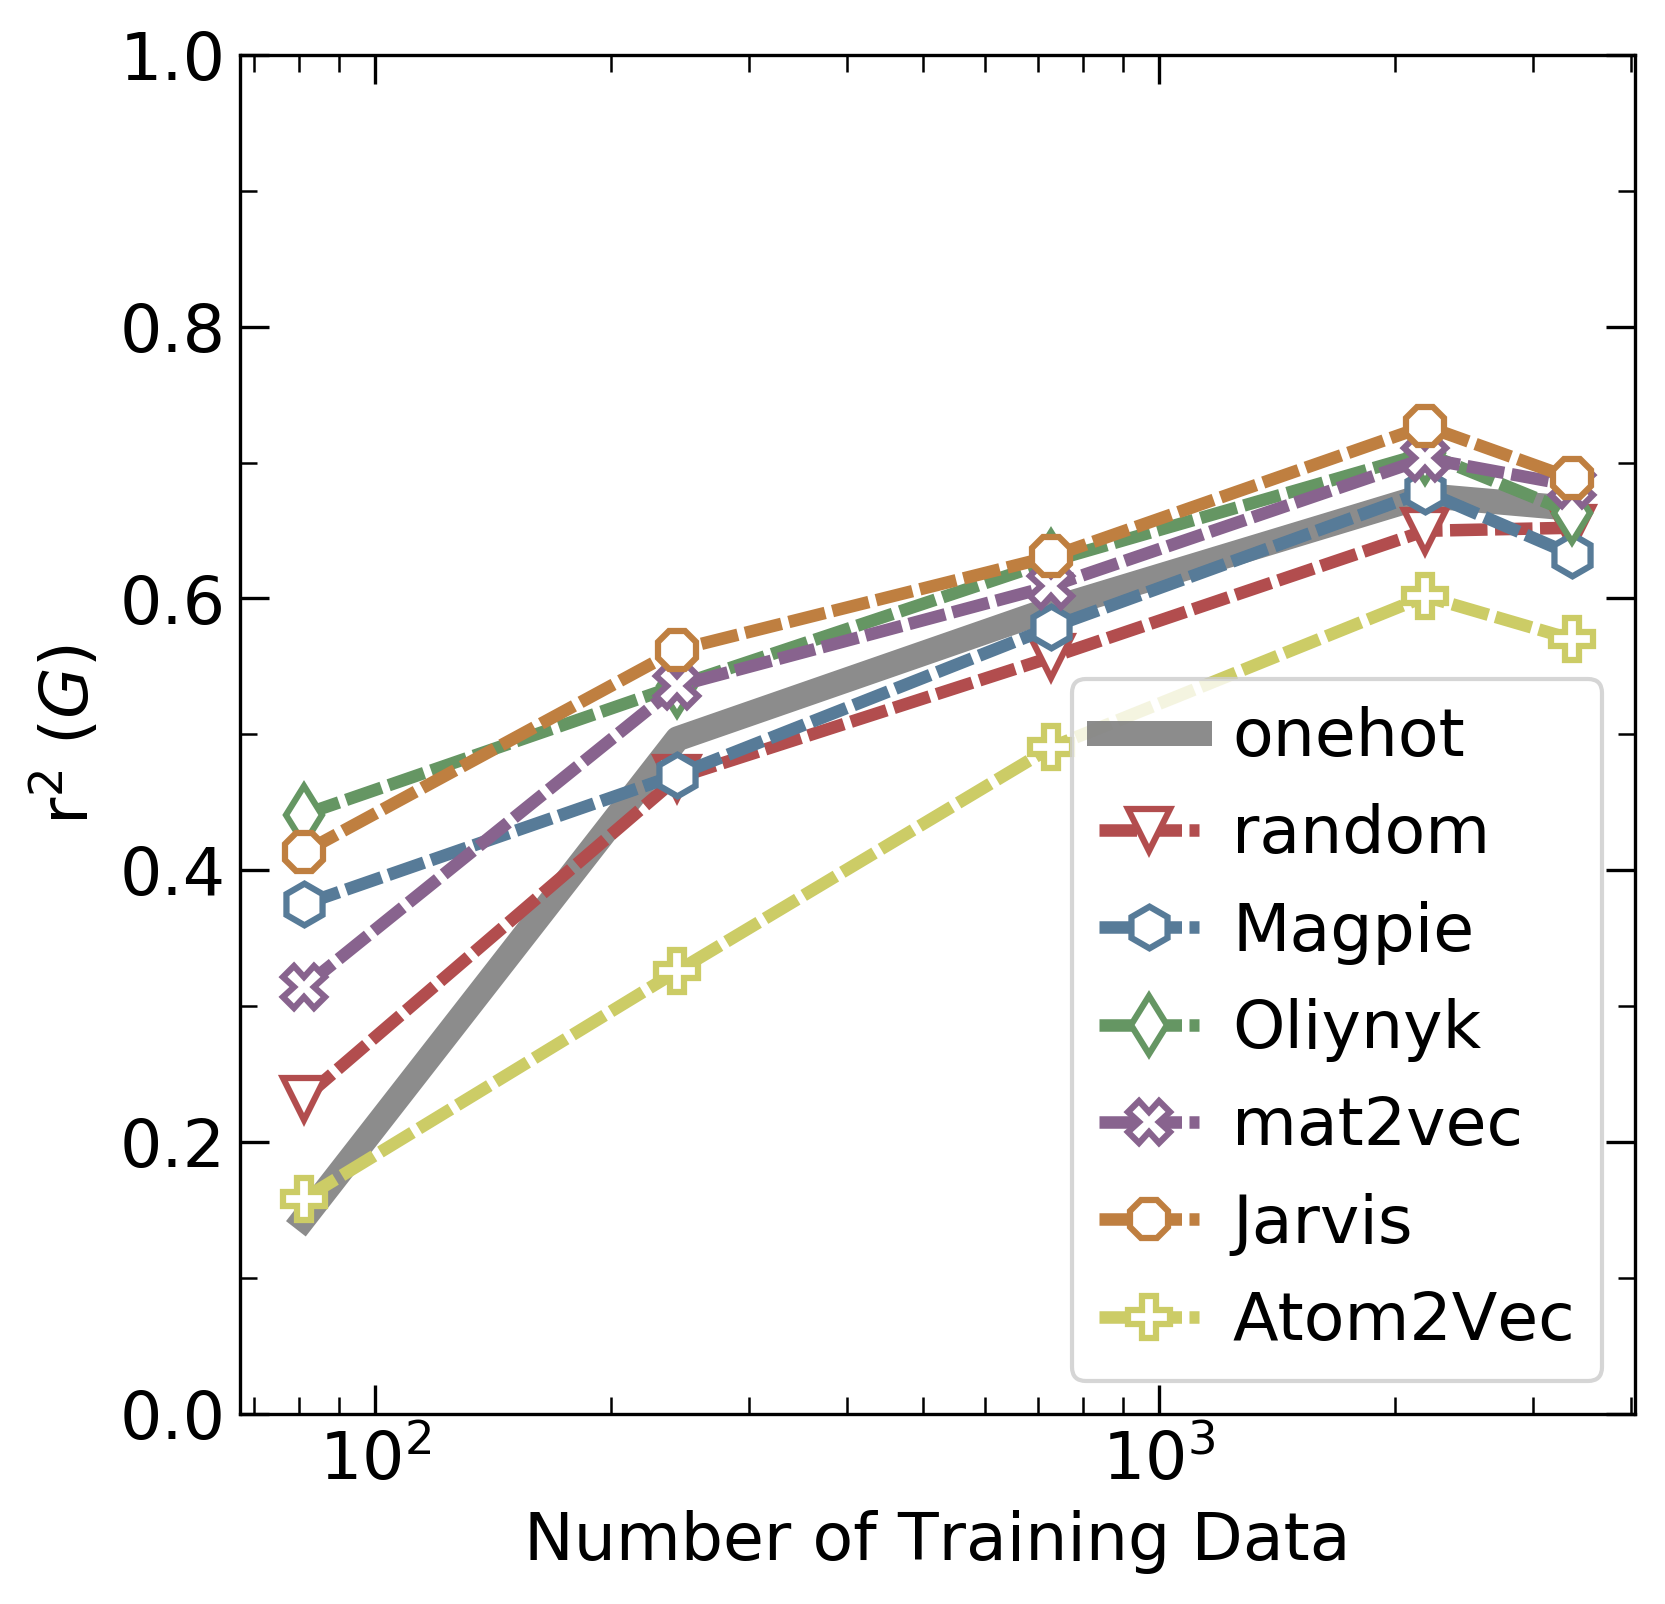 1.0
0.8
0.6
0.4
0.2
0.0
r² (G)
10²
10³
Number of Training Data
onehot
random
Magpie
Oliynyk
mat2vec
Jarvis
Atom2Vec